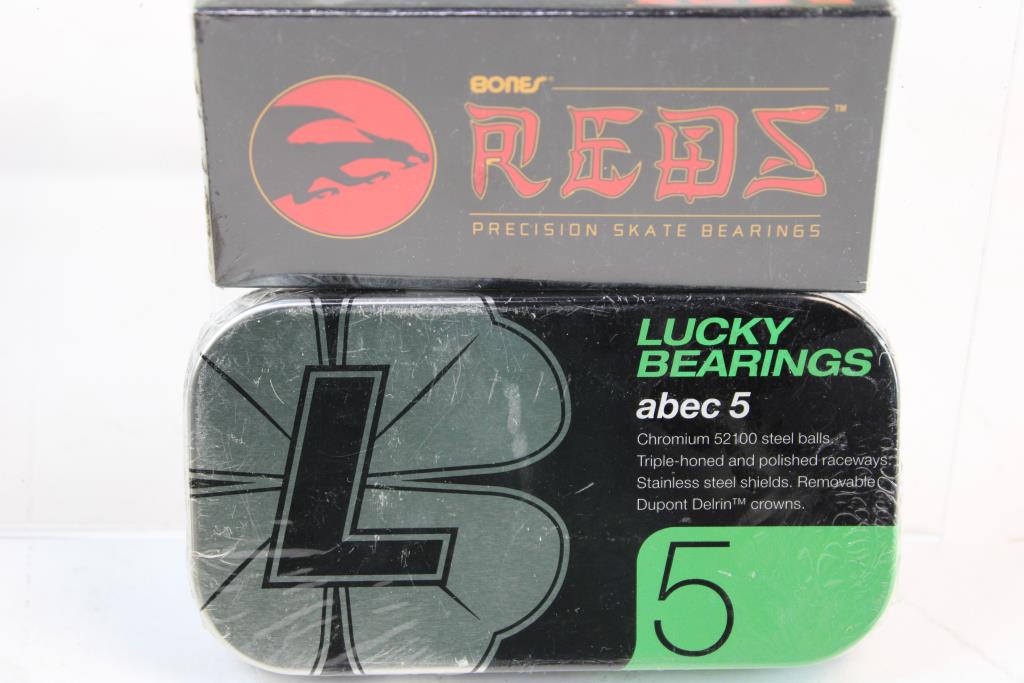 BONES®
REDS™
PRECISION SKATE BEARINGS
L
LUCKY
BEARINGS
abec 5
Chromium 52100 steel balls.
Triple-honed and polished raceways.
Stainless steel shields. Removable
Dupont Delrin™ crowns.
5